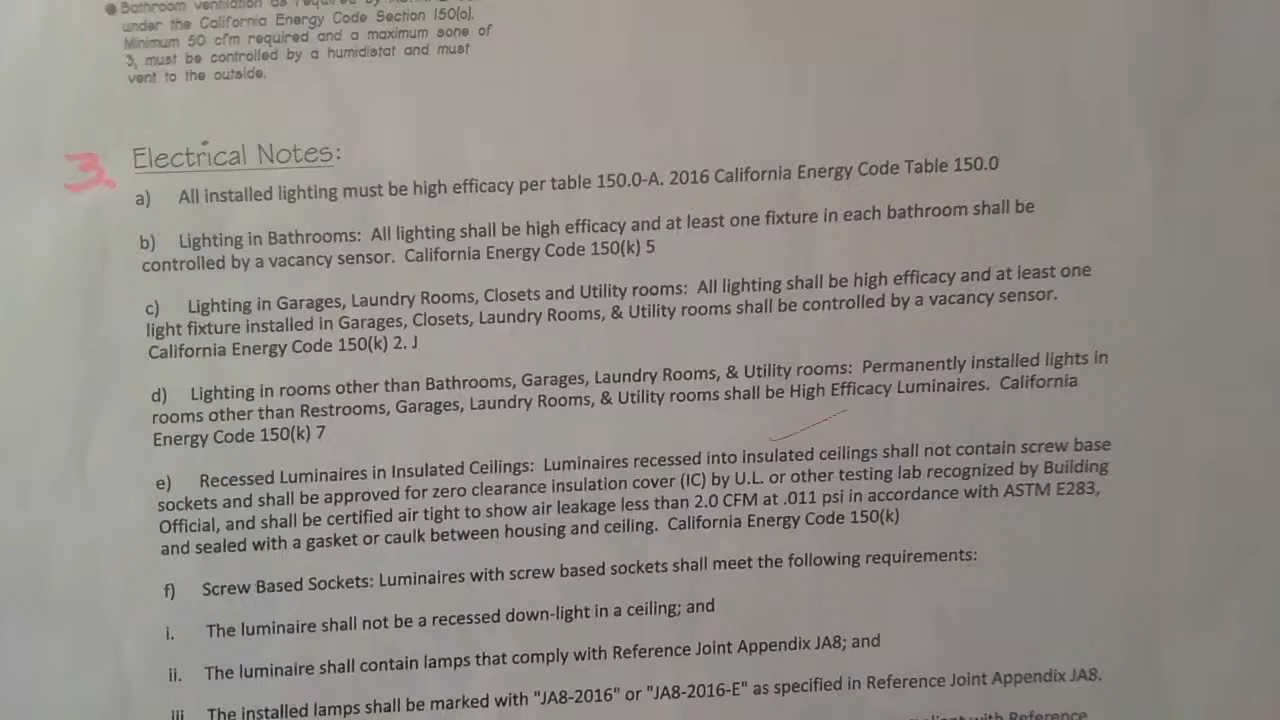 ● Bathroom ventilation as required by
under the California Energy Code Section 150(o).
Minimum 50 cfm required and a maximum sone of
3, must be controlled by a humidistat and must
vent to the outside.
3. Electrical Notes:
a) All installed lighting must be high efficacy per table 150.0-A. 2016 California Energy Code Table 150.0
b) Lighting in Bathrooms: All lighting shall be high efficacy and at least one fixture in each bathroom shall be
controlled by a vacancy sensor. California Energy Code 150(k) 5
c) Lighting in Garages, Laundry Rooms, Closets and Utility rooms: All lighting shall be high efficacy and at least one
light fixture installed in Garages, Closets, Laundry Rooms, & Utility rooms shall be controlled by a vacancy sensor.
California Energy Code 150(k) 2. J
d) Lighting in rooms other than Bathrooms, Garages, Laundry Rooms, & Utility rooms: Permanently installed lights in
rooms other than Restrooms, Garages, Laundry Rooms, & Utility rooms shall be High Efficacy Luminaires. California
Energy Code 150(k) 7
e) Recessed Luminaires in Insulated Ceilings: Luminaires recessed into insulated ceilings shall not contain screw base
sockets and shall be approved for zero clearance insulation cover (IC) by U.L. or other testing lab recognized by Building
Official, and shall be certified air tight to show air leakage less than 2.0 CFM at .011 psi in accordance with ASTM E283,
and sealed with a gasket or caulk between housing and ceiling. California Energy Code 150(k)
f) Screw Based Sockets: Luminaires with screw based sockets shall meet the following requirements:
i. The luminaire shall not be a recessed down-light in a ceiling; and
ii. The luminaire shall contain lamps that comply with Reference Joint Appendix JA8; and
iii The installed lamps shall be marked with "JA8-2016" or "JA8-2016-E" as specified in Reference Joint Appendix JA8.
with Reference